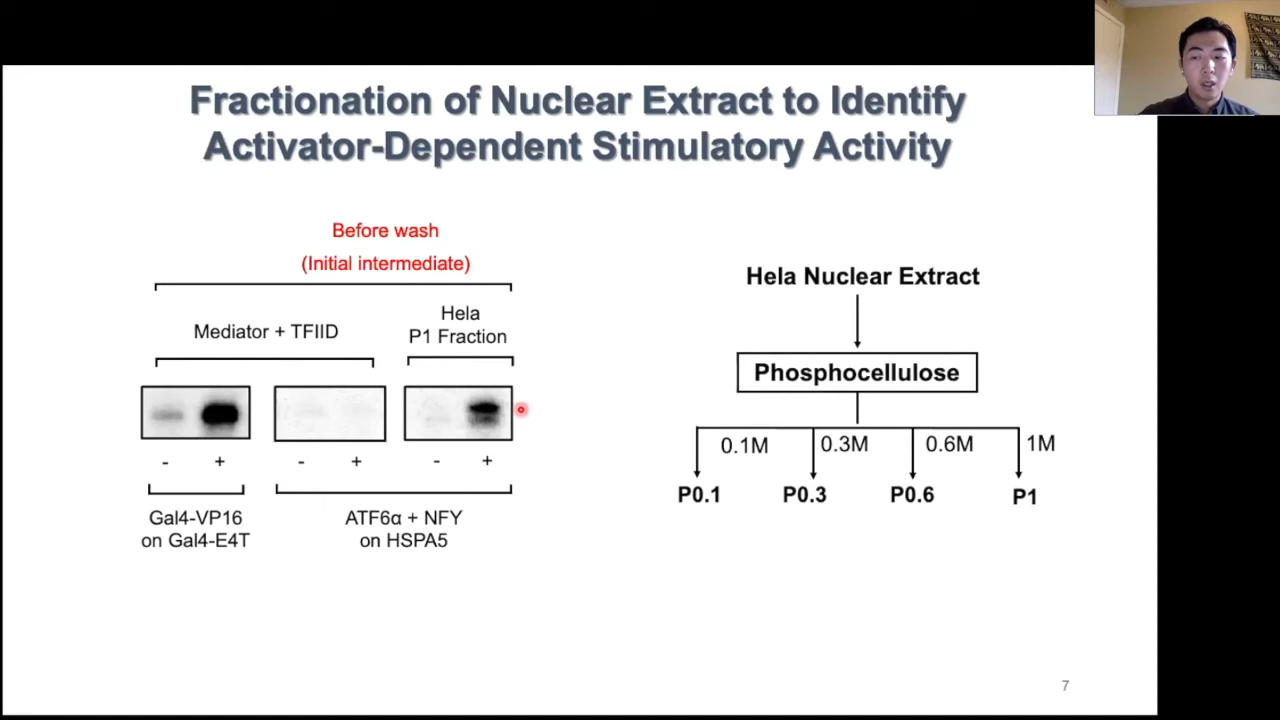 Fractionation of Nuclear Extract to Identify
Activator-Dependent Stimulatory Activity
Before wash
(Initial intermediate)
Mediator + TFIID
Hela
P1 Fraction
- + - + - +
Gal4-VP16
on Gal4-E4T
ATF6α + NFY
on HSPA5
Hela Nuclear Extract
Phosphocellulose
0.1M 0.3M 0.6M 1M
P0.1 P0.3 P0.6 P1
7